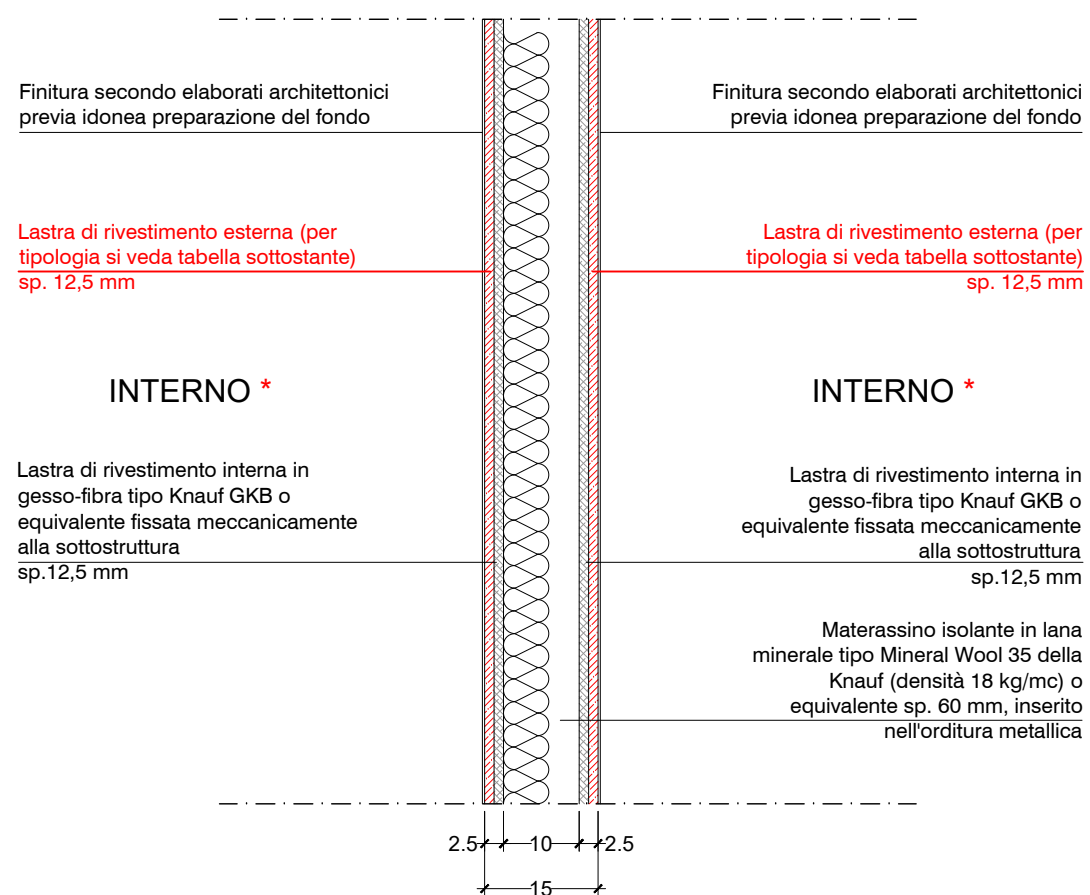 Finitura secondo elaborati architettonici
previa idonea preparazione del fondo
Finitura secondo elaborati architettonici
previa idonea preparazione del fondo
Lastra di rivestimento esterna (per
tipologia si veda tabella sottostante)
sp. 12,5 mm
Lastra di rivestimento esterna (per
tipologia si veda tabella sottostante)
sp. 12,5 mm
INTERNO *
INTERNO *
Lastra di rivestimento interna in
gesso-fibra tipo Knauf GKB o
equivalente fissata meccanicamente
alla sottostruttura
sp.12,5 mm
Lastra di rivestimento interna in
gesso-fibra tipo Knauf GKB o
equivalente fissata meccanicamente
alla sottostruttura
sp.12,5 mm
Materassino isolante in lana
minerale tipo Mineral Wool 35 della
Knauf (densità 18 kg/mc) o
equivalente sp. 60 mm, inserito
nell'orditura metallica
2.5 10 2.5
15